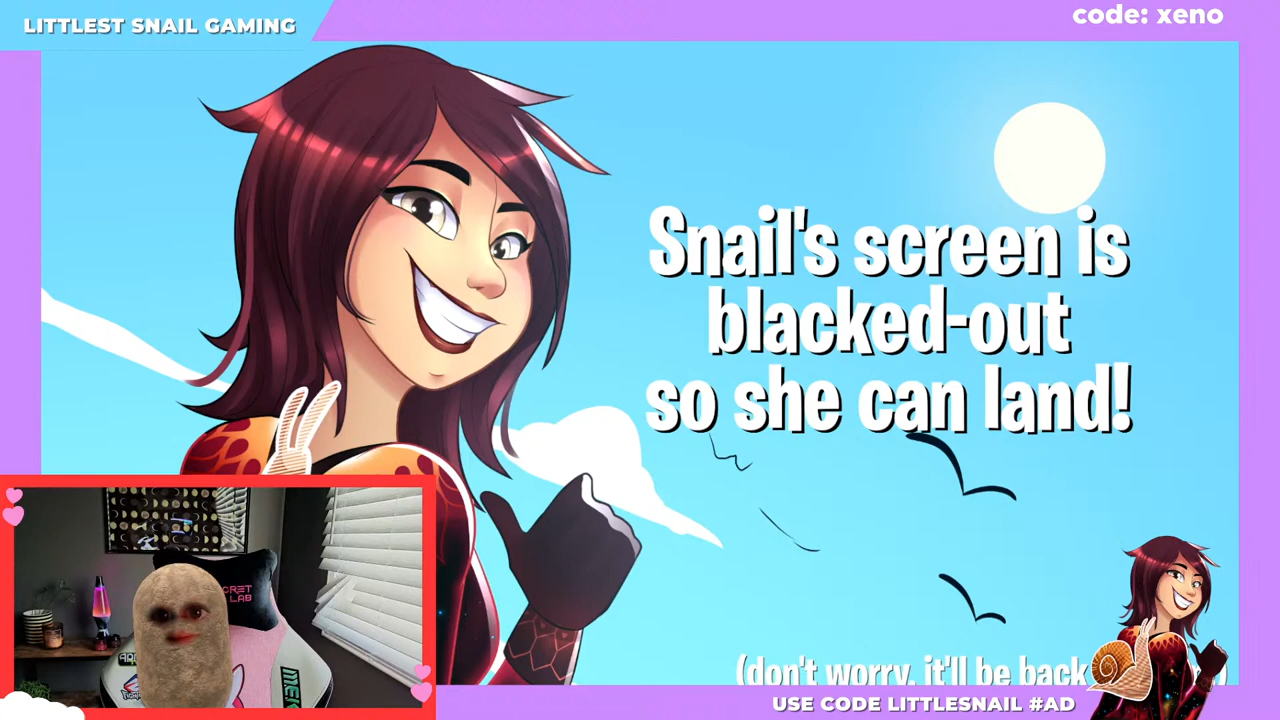 LITTLEST SNAIL GAMING
code: xeno
Snail's screen is
blacked-out
so she can land!
(don't worry, it'll be back
USE CODE LITTLESNAIL #AD